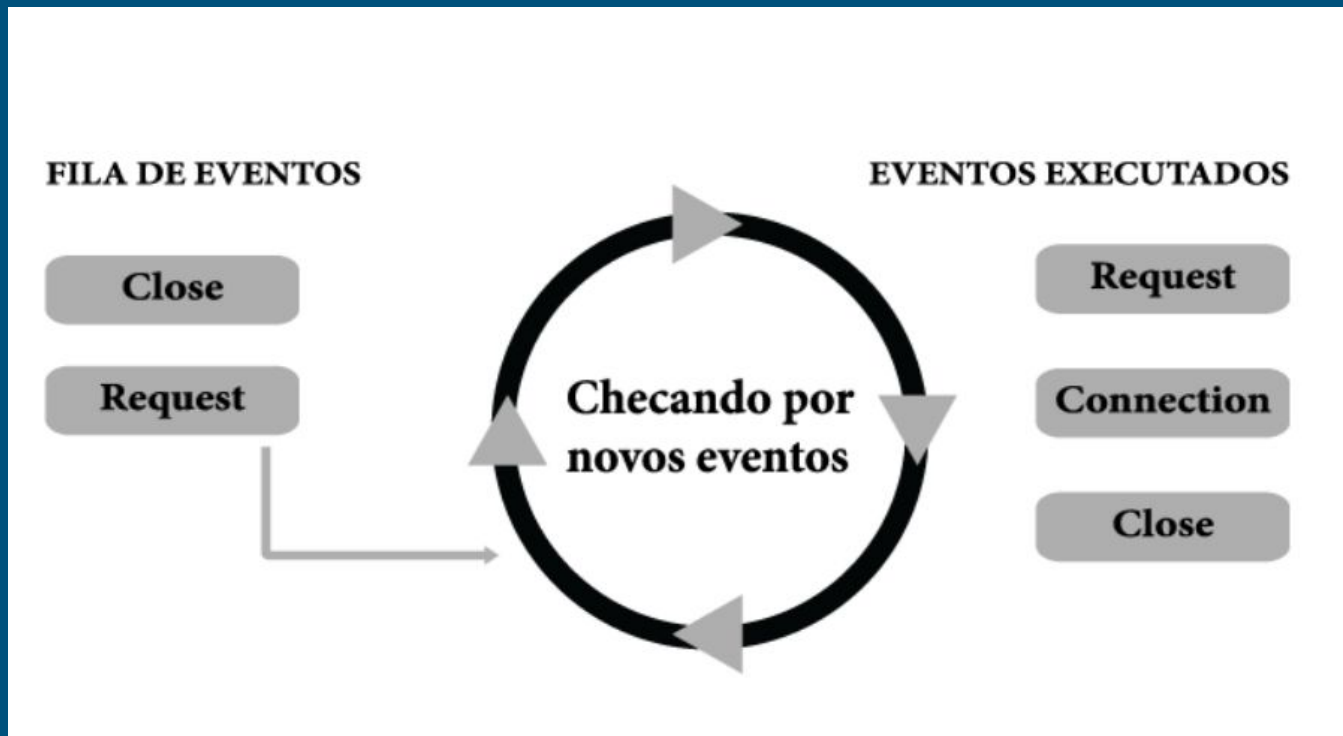 FILA DE EVENTOS
Close
Request
Checando por
novos eventos
EVENTOS EXECUTADOS
Request
Connection
Close